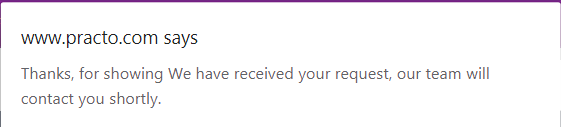 www.practo.com says
Thanks, for showing We have received your request, our team will
contact you shortly.